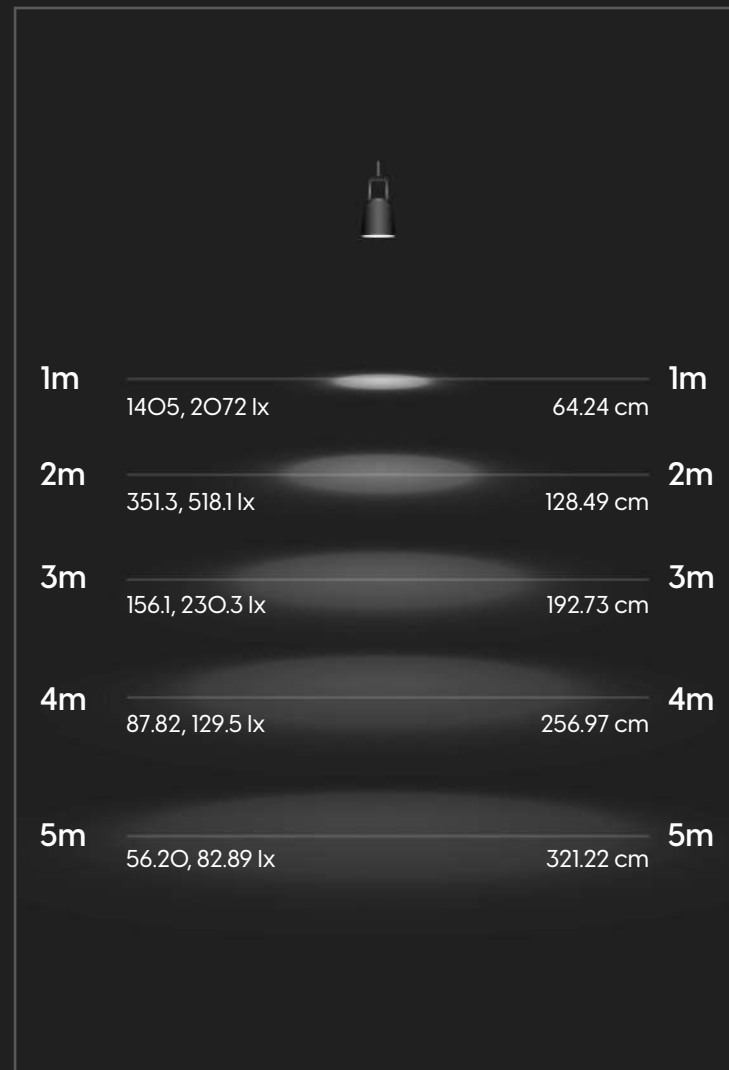 1m 1m
1405, 2072 lx 64.24 cm
2m 2m
351.3, 518.1 lx 128.49 cm
3m 3m
156.1, 230.3 lx 192.73 cm
4m 4m
87.82, 129.5 lx 256.97 cm
5m 5m
56.20, 82.89 lx 321.22 cm